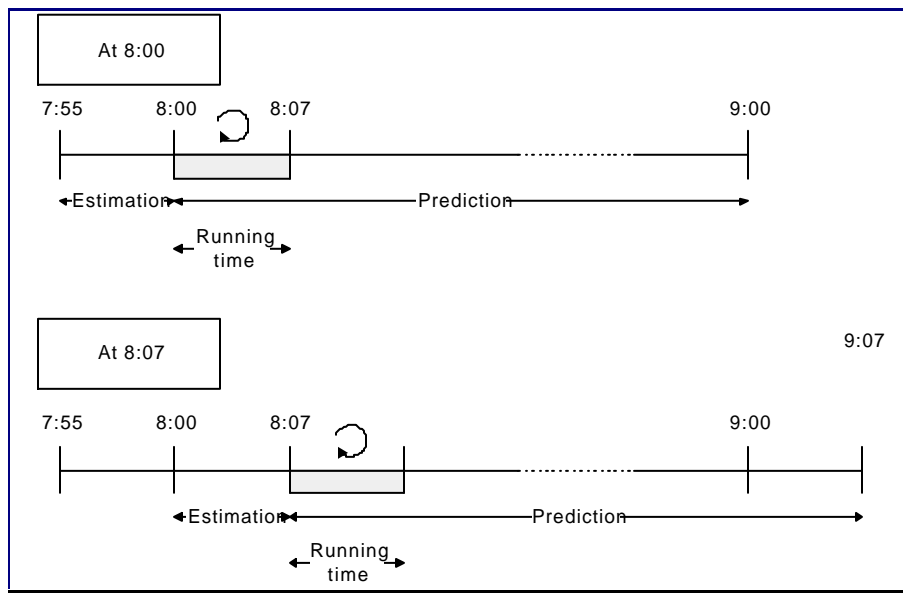 At 8:00
7:55 8:00 8:07 9:00
Estimation Prediction
Running
time
At 8:07
9:07
7:55 8:00 8:07 9:00
Estimation Prediction
Running
time